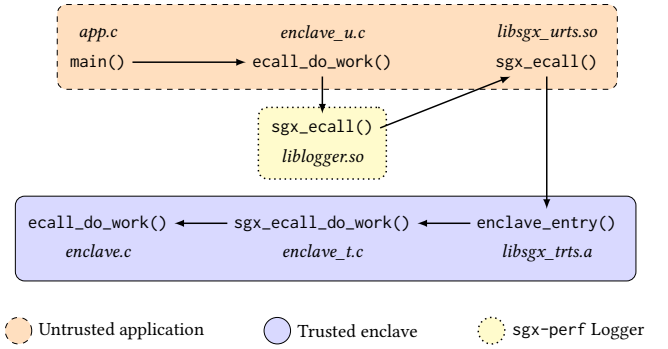 app.c enclave_u.c libsgx_urts.so
main() ecall_do_work() sgx_ecall()
sgx_ecall()
liblogger.so
ecall_do_work() sgx_ecall_do_work() enclave_entry()
enclave.c enclave_t.c libsgx_trts.a
Untrusted application Trusted enclave sgx-perf Logger